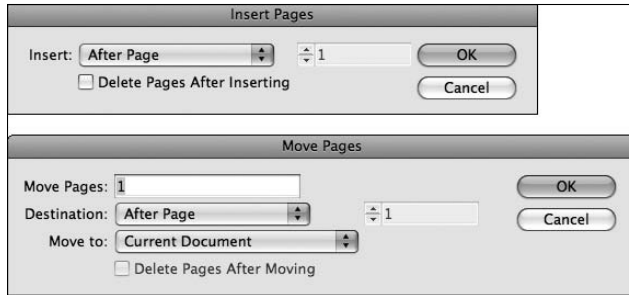 Insert Pages
Insert: After Page 1 OK
Delete Pages After Inserting
Cancel
Move Pages
Move Pages: 1 OK
Destination: After Page 1 Cancel
Move to: Current Document
Delete Pages After Moving